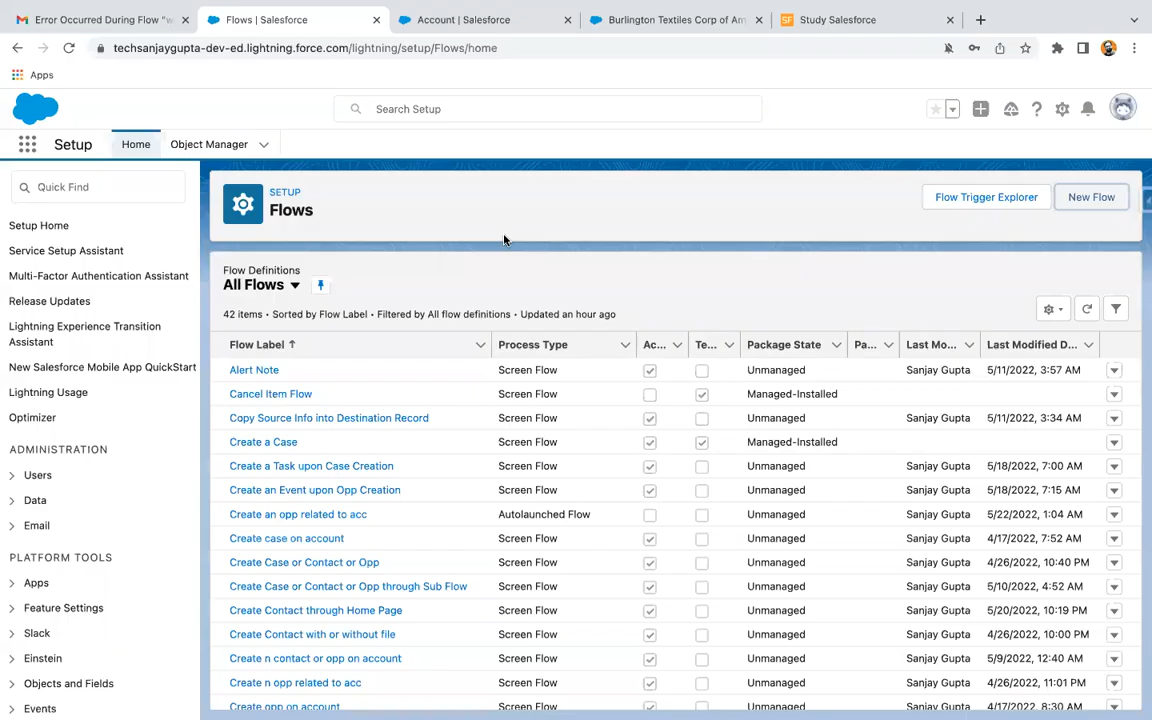 Error Occurred During Flow "w
Flows | Salesforce
Account | Salesforce
Burlington Textiles Corp of Am
SF Study Salesforce
techsanjaygupta-dev-ed.lightning.force.com/lightning/setup/Flows/home
Apps
Search Setup
Setup
Home
Object Manager
Quick Find
Setup Home
Service Setup Assistant
Multi-Factor Authentication Assistant
Release Updates
Lightning Experience Transition
Assistant
New Salesforce Mobile App QuickStart
Lightning Usage
Optimizer
ADMINISTRATION
Users
Data
Email
PLATFORM TOOLS
Apps
Feature Settings
Slack
Einstein
Objects and Fields
Events
SETUP
Flows
Flow Trigger Explorer
New Flow
Flow Definitions
All Flows
42 items • Sorted by Flow Label • Filtered by All flow definitions • Updated an hour ago
Flow Label ↑ Process Type Ac... Te... Package State Pa... Last Mo... Last Modified D...
Alert Note Screen Flow Unmanaged Sanjay Gupta 5/11/2022, 3:57 AM
Cancel Item Flow Screen Flow Managed-Installed
Copy Source Info into Destination Record Screen Flow Unmanaged Sanjay Gupta 5/11/2022, 3:34 AM
Create a Case Screen Flow Managed-Installed
Create a Task upon Case Creation Screen Flow Unmanaged Sanjay Gupta 5/18/2022, 7:00 AM
Create an Event upon Opp Creation Screen Flow Unmanaged Sanjay Gupta 5/18/2022, 7:15 AM
Create an opp related to acc Autolaunched Flow Unmanaged Sanjay Gupta 5/22/2022, 1:04 AM
Create case on account Screen Flow Unmanaged Sanjay Gupta 4/17/2022, 7:52 AM
Create Case or Contact or Opp Screen Flow Unmanaged Sanjay Gupta 4/26/2022, 10:40 PM
Create Case or Contact or Opp through Sub Flow Screen Flow Unmanaged Sanjay Gupta 5/10/2022, 4:52 AM
Create Contact through Home Page Screen Flow Unmanaged Sanjay Gupta 5/20/2022, 10:19 PM
Create Contact with or without file Screen Flow Unmanaged Sanjay Gupta 4/26/2022, 10:00 PM
Create n contact or opp on account Screen Flow Unmanaged Sanjay Gupta 5/9/2022, 12:40 AM
Create n opp related to acc Screen Flow Unmanaged Sanjay Gupta 4/26/2022, 11:01 PM
Create opp on account Screen Flow Unmanaged Sanjay Gupta 4/17/2022, 8:30 AM